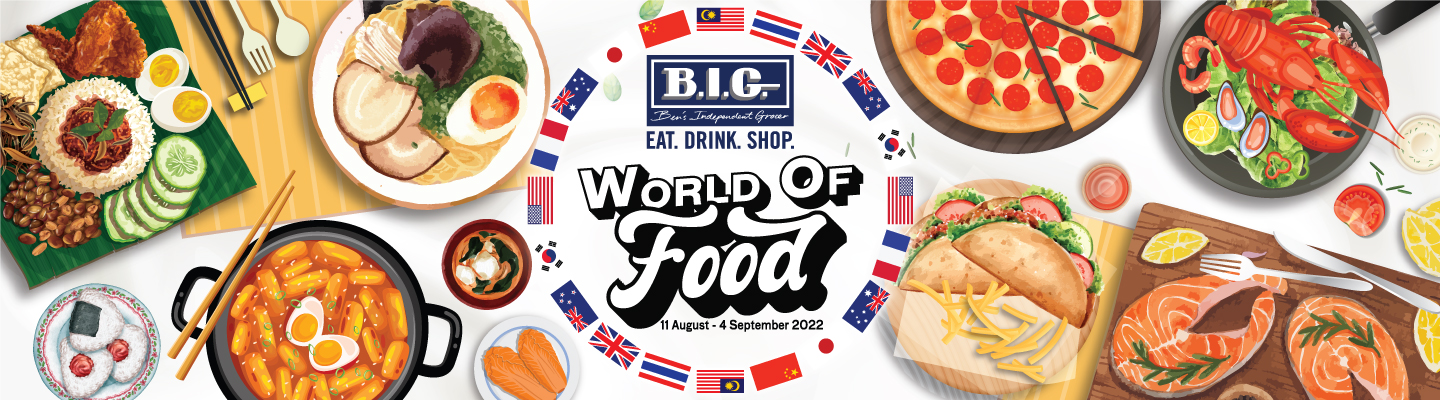 B.I.G.
Ben's Independent Grocer
EAT. DRINK. SHOP.
WORLD OF
Food
11 August - 4 September 2022